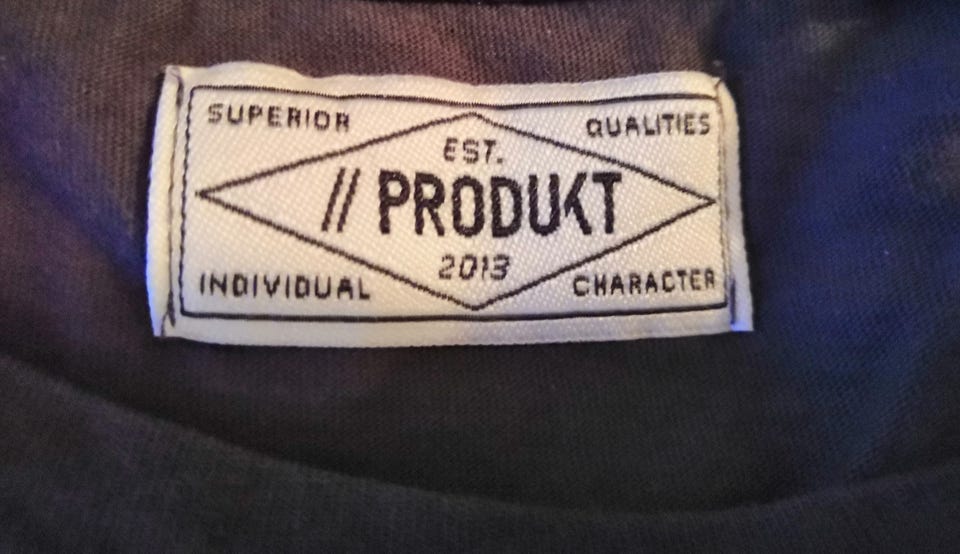 SUPERIOR QUALITIES
EST.
// PRODUKT
2013
INDIVIDUAL CHARACTER